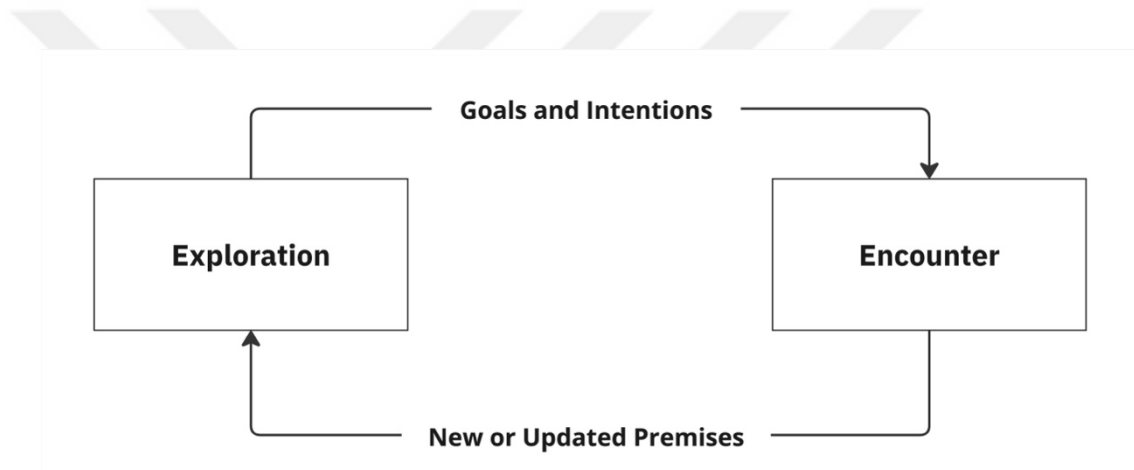 Goals and Intentions
Exploration
Encounter
New or Updated Premises